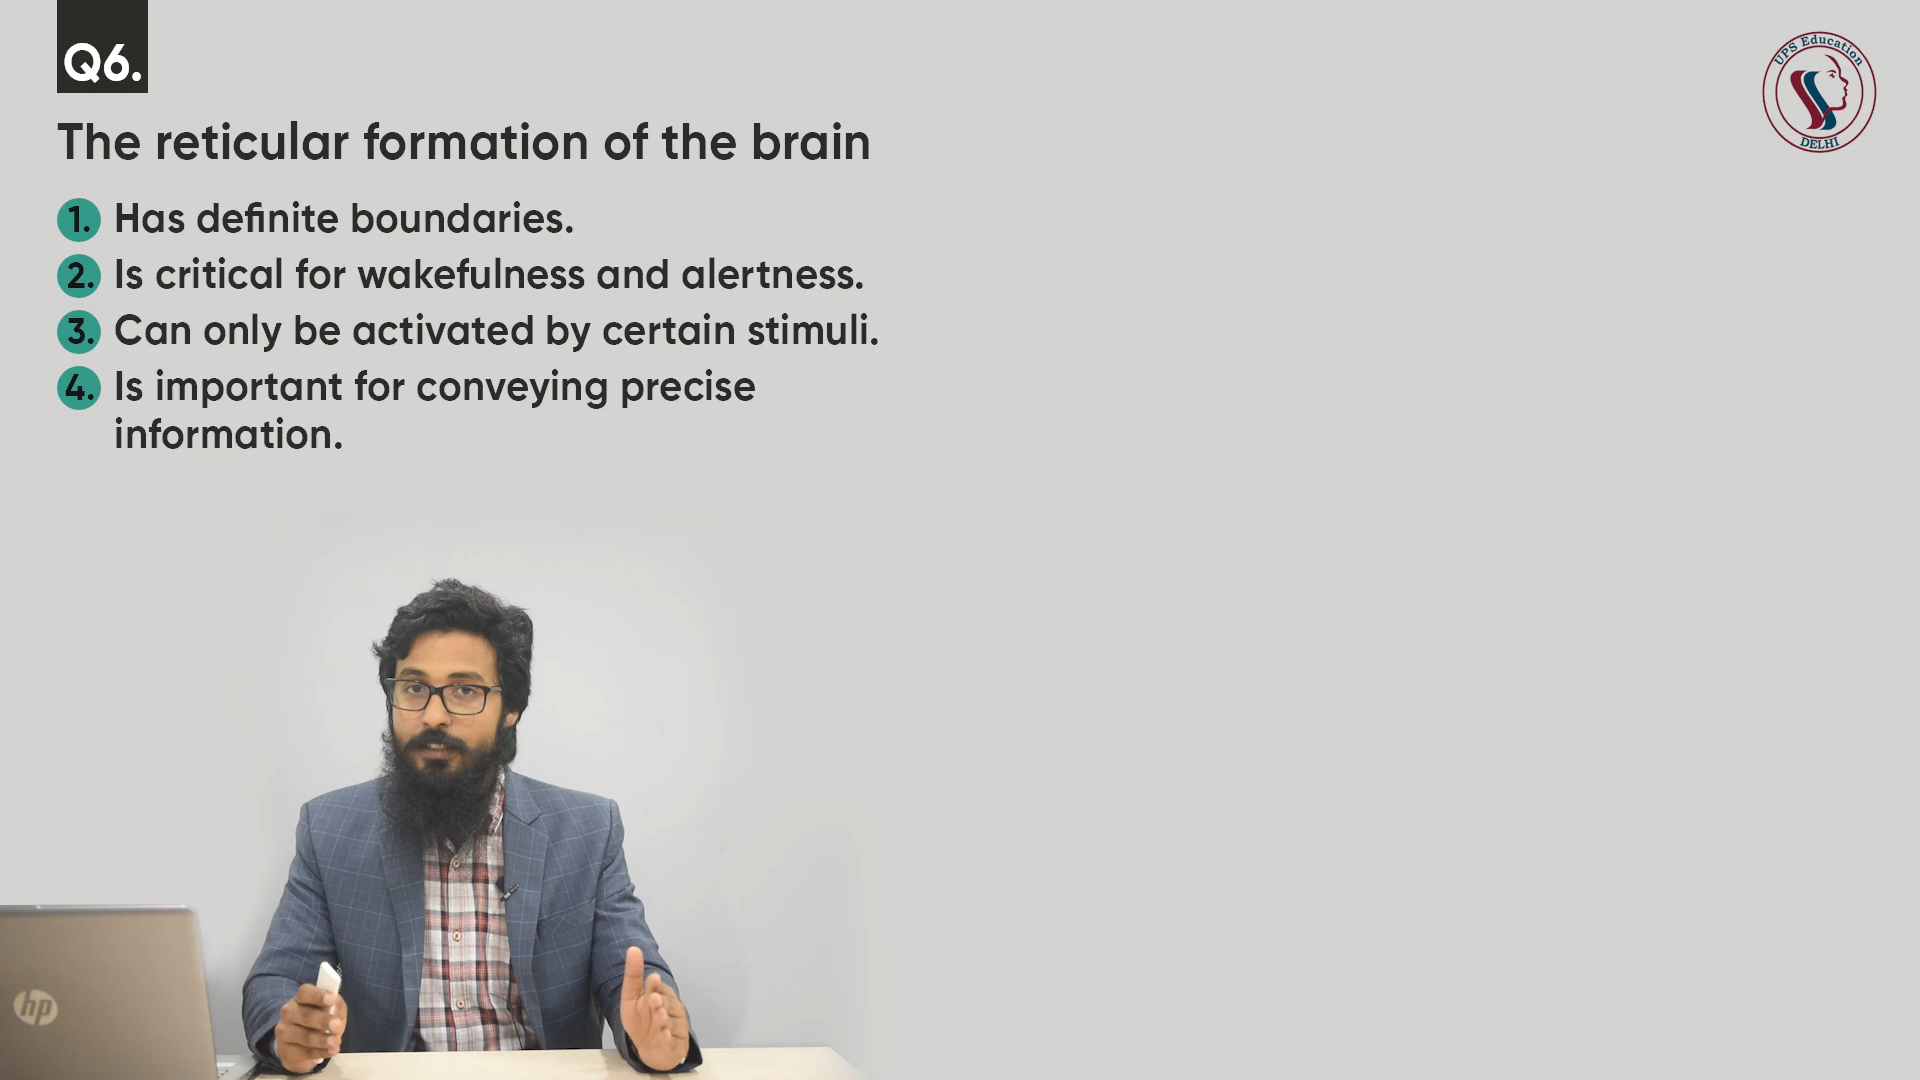 Q6.
UPS Education
DELHI
The reticular formation of the brain
1. Has definite boundaries.
2. Is critical for wakefulness and alertness.
3. Can only be activated by certain stimuli.
4. Is important for conveying precise
information.
hp